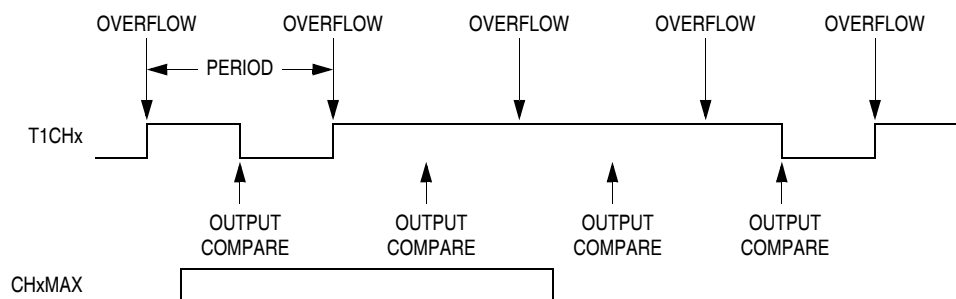 OVERFLOW OVERFLOW OVERFLOW OVERFLOW OVERFLOW
PERIOD
T1CHx
OUTPUT COMPARE
OUTPUT COMPARE
OUTPUT COMPARE
OUTPUT COMPARE
CHxMAX